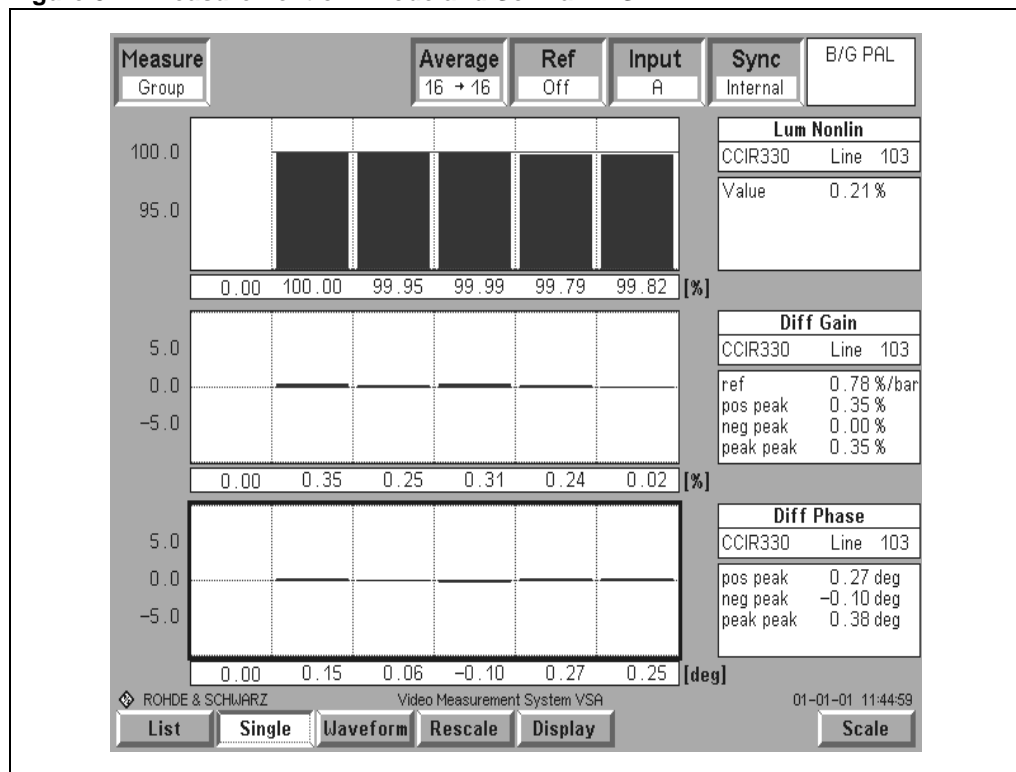 Measure
Group
Average
16 → 16
Ref
Off
Input
A
Sync
Internal
B/G PAL
100.0
95.0
0.00 100.00 99.95 99.99 99.79 99.82 [%]
Lum Nonlin
CCIR330 Line 103
Value 0.21 %
5.0
0.0
-5.0
0.00 0.35 0.25 0.31 0.24 0.02 [%]
Diff Gain
CCIR330 Line 103
ref 0.78 %/bar
pos peak 0.35 %
neg peak 0.00 %
peak peak 0.35 %
5.0
0.0
-5.0
0.00 0.15 0.06 -0.10 0.27 0.25 [deg]
Diff Phase
CCIR330 Line 103
pos peak 0.27 deg
neg peak -0.10 deg
peak peak 0.38 deg
ROHDE & SCHWARZ Video Measurement System VSA 01-01-01 11:44:59
List Single Waveform Rescale Display Scale